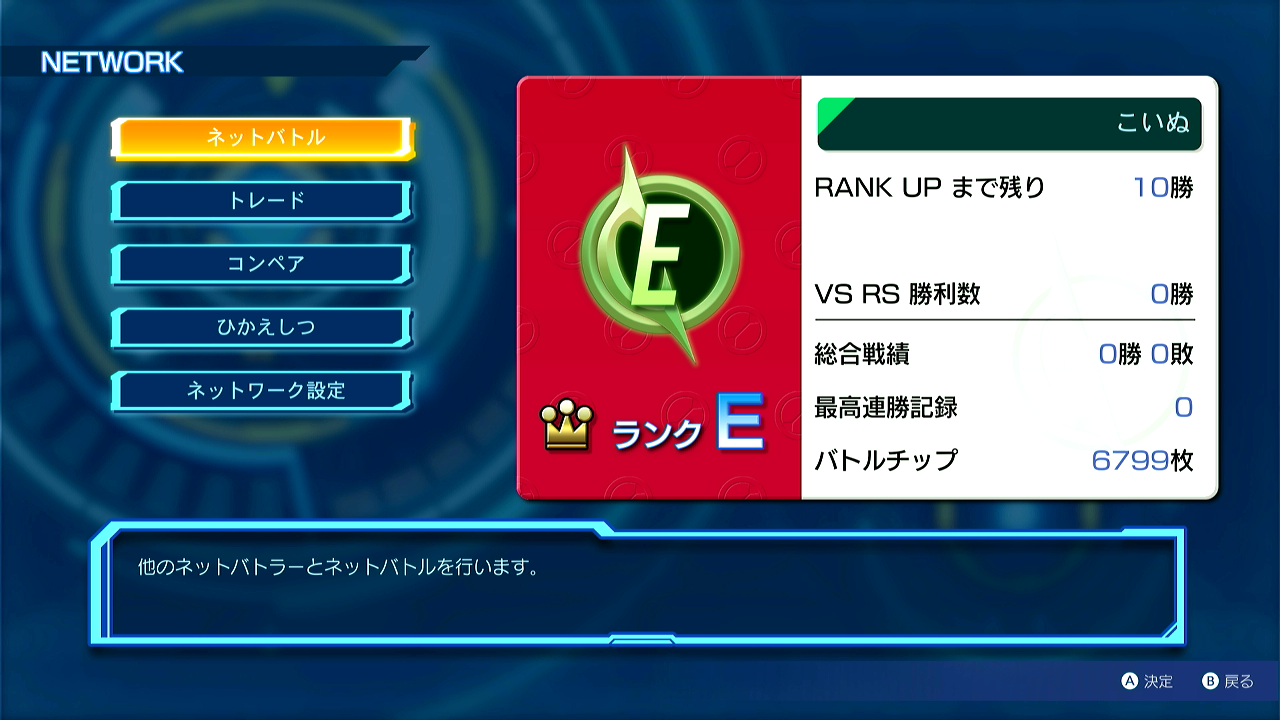 NETWORK
ネットバトル
トレード
コンペア
ひかえしつ
ネットワーク設定
E
ランク E
こいぬ
RANK UP まで残り 10勝
VS RS 勝利数 0勝
総合戦績 0勝 0敗
最高連勝記録 0
バトルチップ 6799枚
他のネットバトラーとネットバトルを行います。
A 決定 B 戻る